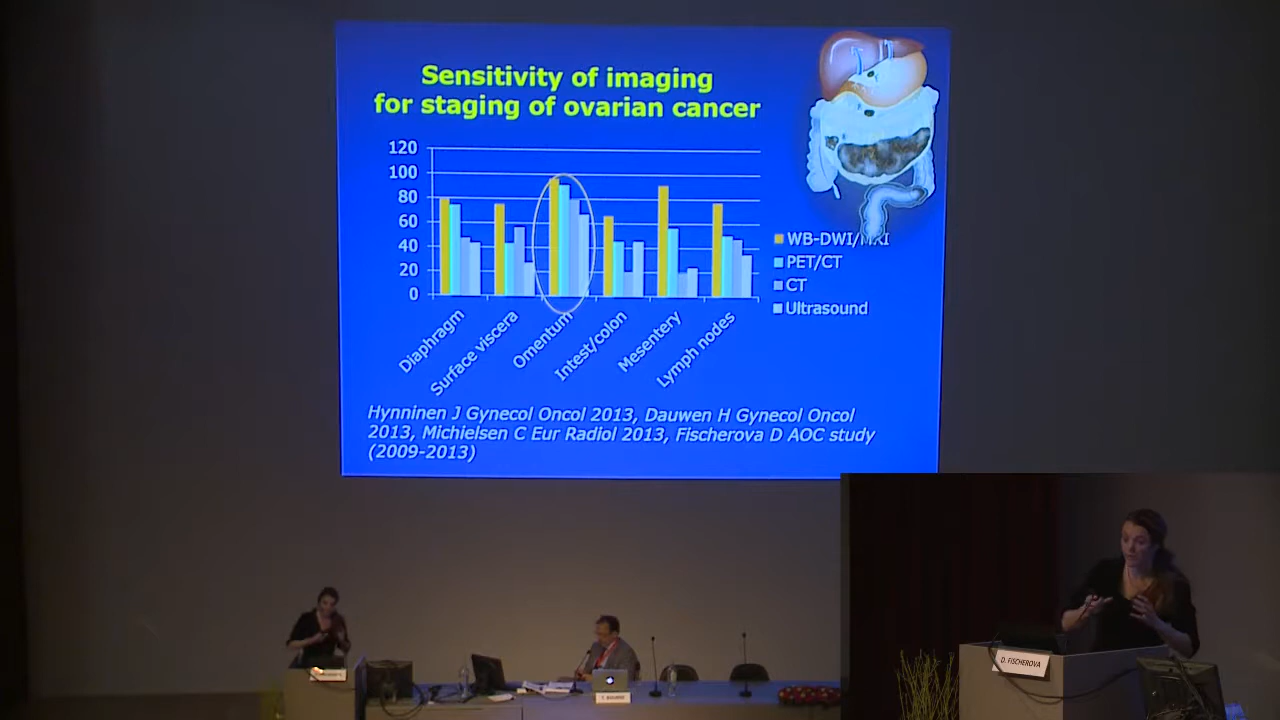 Sensitivity of imaging
for staging of ovarian cancer
120
100
80
60
40
20
0
Diaphragm
Surface viscera
Omentum
Intest/colon
Mesentery
Lymph nodes
WB-DWI/MRI
PET/CT
CT
Ultrasound
Hynninen J Gynecol Oncol 2013, Dauwen H Gynecol Oncol
2013, Michielsen C Eur Radiol 2013, Fischerova D AOC study
(2009-2013)
D. FISCHEROVA